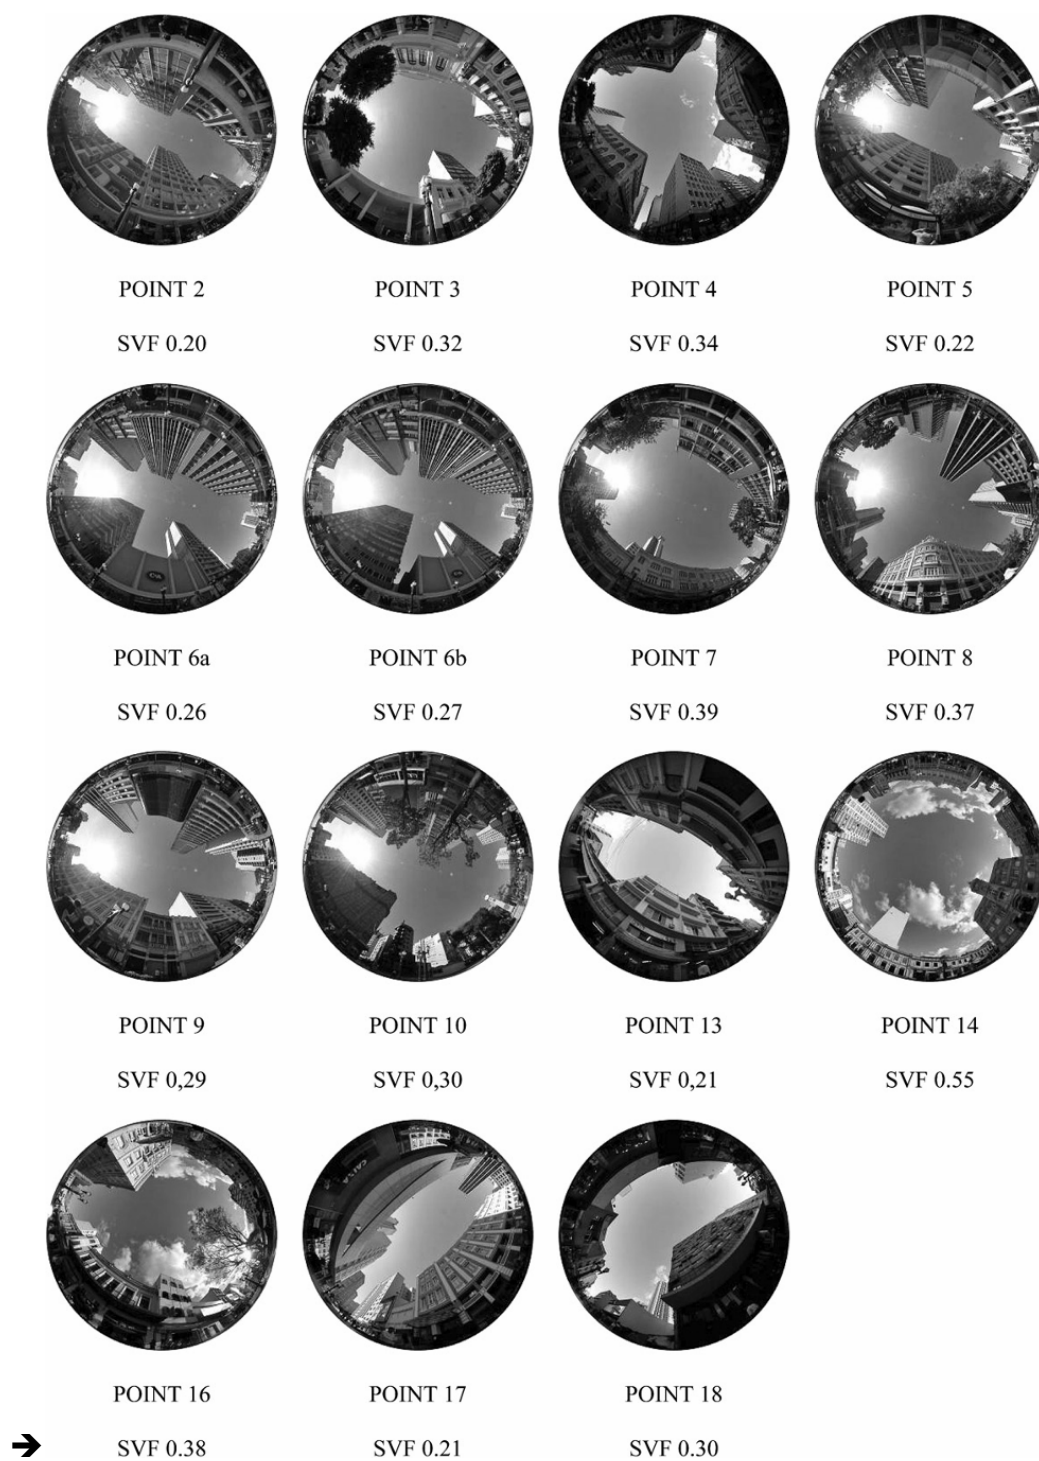 POINT 2 POINT 3 POINT 4 POINT 5
SVF 0.20 SVF 0.32 SVF 0.34 SVF 0.22
POINT 6a POINT 6b POINT 7 POINT 8
SVF 0.26 SVF 0.27 SVF 0.39 SVF 0.37
POINT 9 POINT 10 POINT 13 POINT 14
SVF 0,29 SVF 0,30 SVF 0,21 SVF 0.55
POINT 16 POINT 17 POINT 18
➔ SVF 0.38 SVF 0.21 SVF 0.30